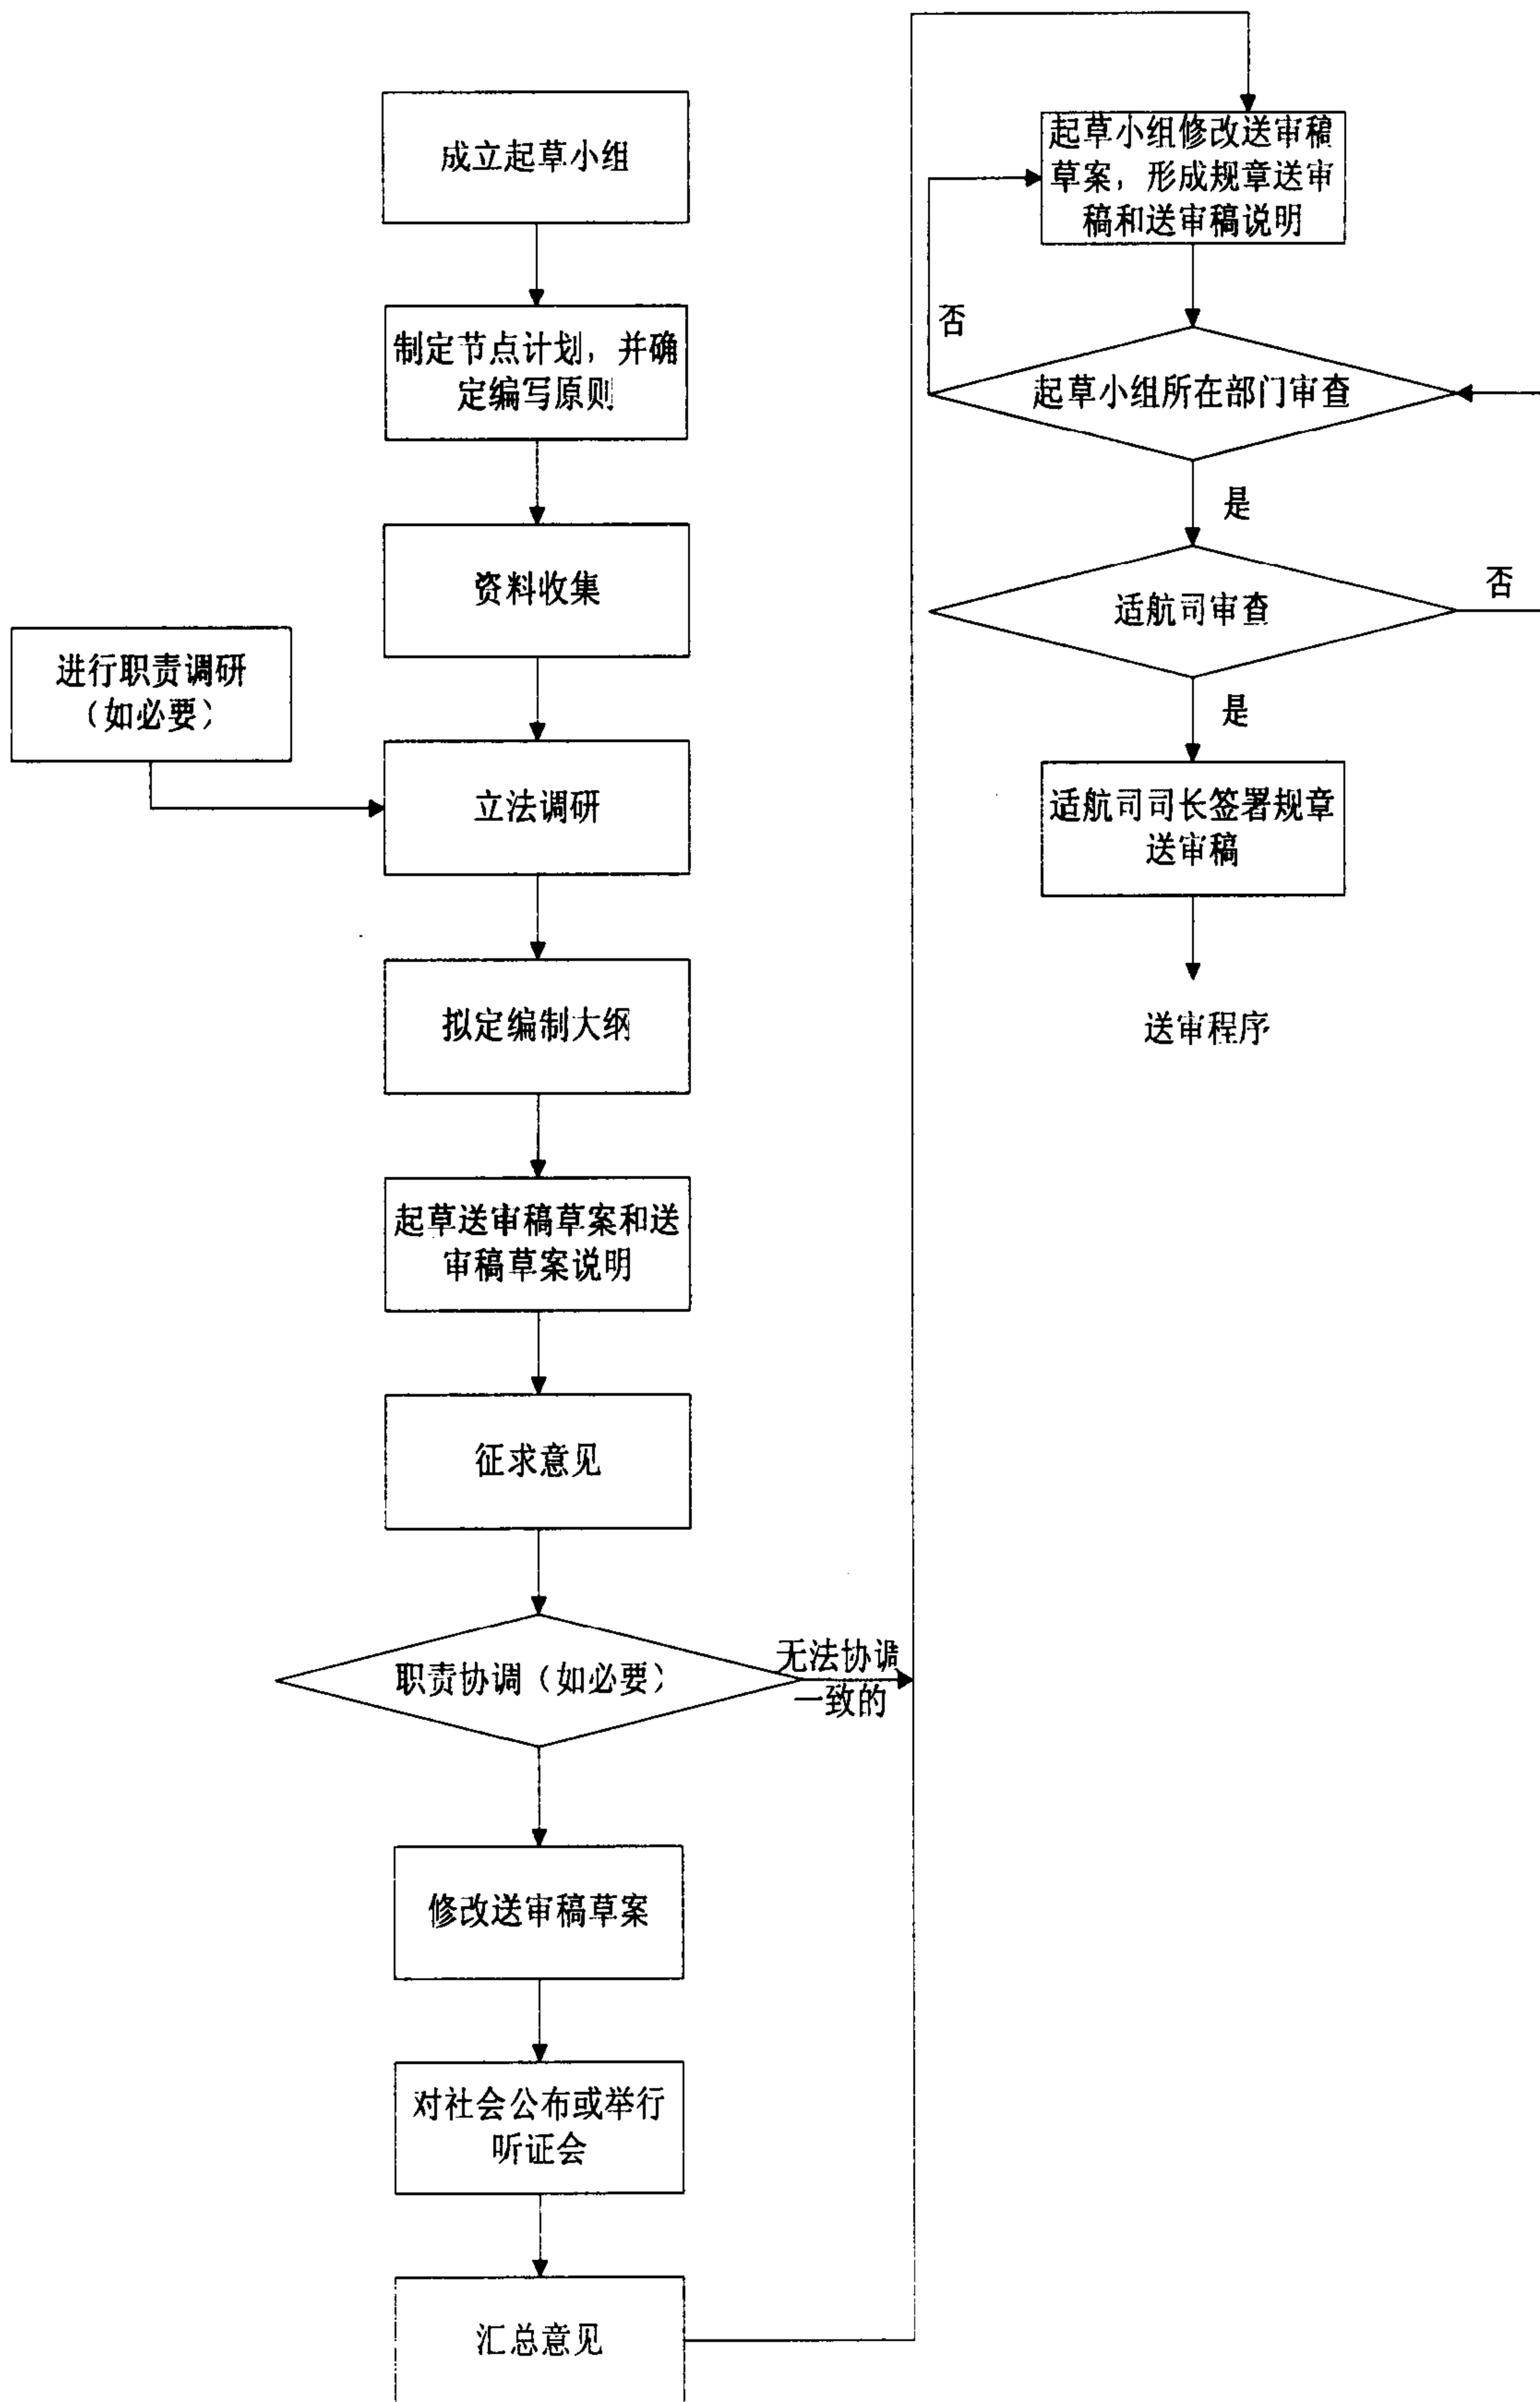 成立起草小组
制定节点计划，并确
定编写原则
资料收集
进行职责调研
（如必要）
立法调研
拟定编制大纲
起草送审稿草案和送
审稿草案说明
征求意见
职责协调（如必要）
无法协调
一致的
修改送审稿草案
对社会公布或举行
听证会
汇总意见
起草小组修改送审稿
草案，形成规章送审
稿和送审稿说明
否
起草小组所在部门审查
是
适航司审查
否
是
适航司司长签署规章
送审稿
送审程序